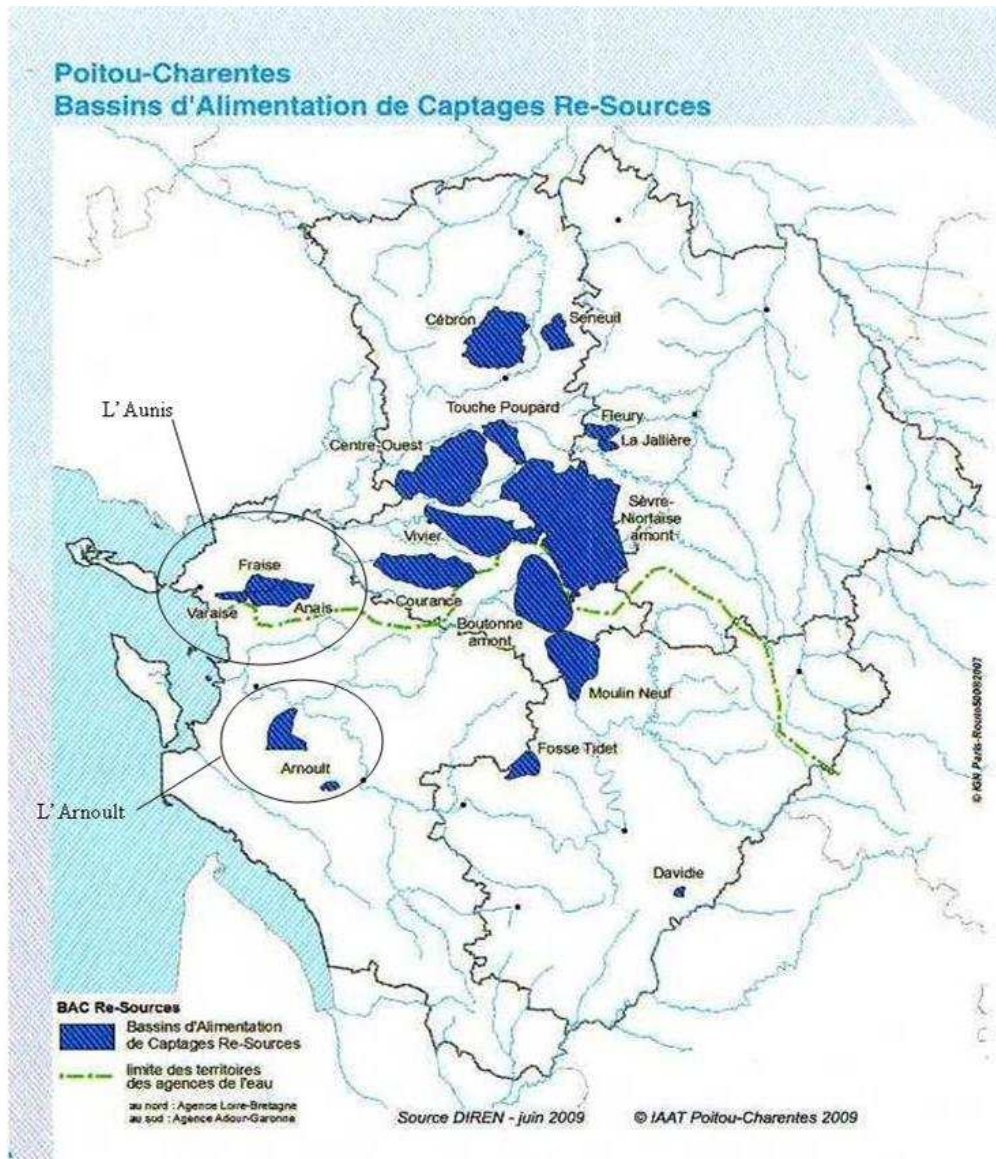 Poitou-Charentes
Bassins d'Alimentation de Captages Re-Sources
Cébron
Seneuil
L'Aunis
Touche Poupard
Fleury
La Jallière
Centre-Ouest
Sèvre-
Niortaise
amont
Vivier
Fraise
Varaise
Anais
Courance
Boutonne
amont
Moulin Neuf
Arnoult
Fosse Tidet
L'Arnoult
Davidie
BAC Re-Sources
Bassins d'Alimentation
de Captages Re-Sources
limite des territoires
des agences de l'eau
au nord : Agence Loire-Bretagne
au sud : Agence Adour-Garonne
Source DIREN - juin 2009
© IAAT Poitou-Charentes 2009
© IGN Paris-